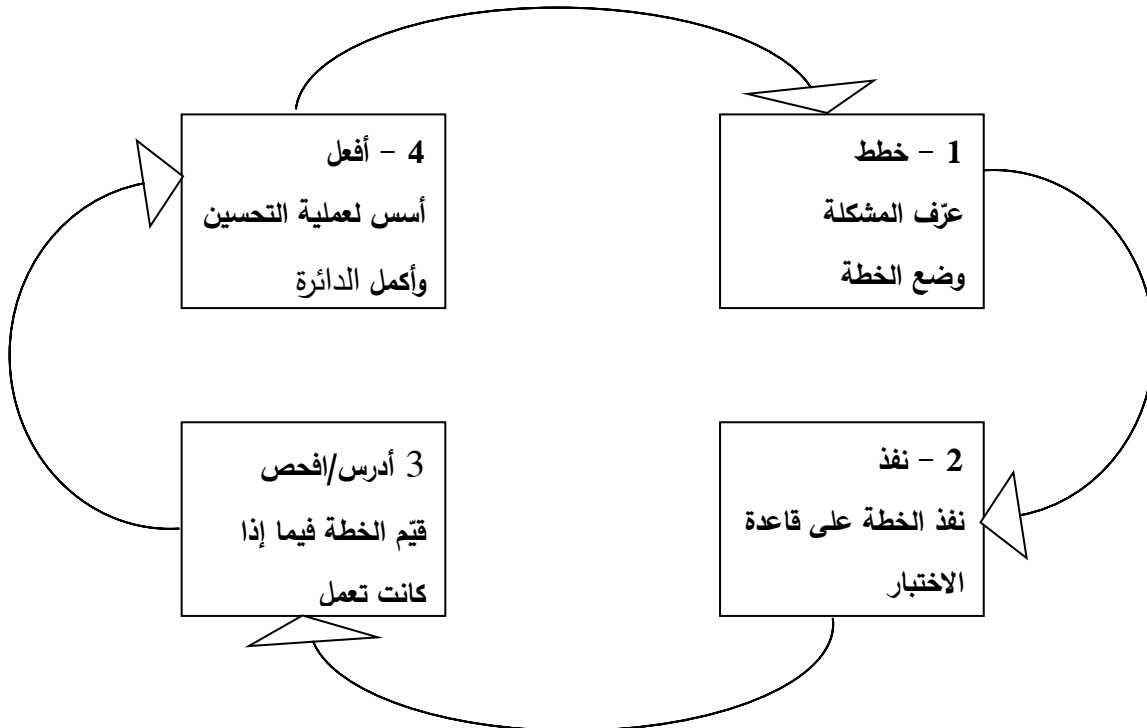 1 - خطط
عرّف المشكلة
وضع الخطة
2 - نفذ
نفذ الخطة على قاعدة
الاختبار
3 أدرس/افحص
قيّم الخطة فيما إذا
كانت تعمل
4 - أفعل
أسس لعملية التحسين
وأكمل الدائرة